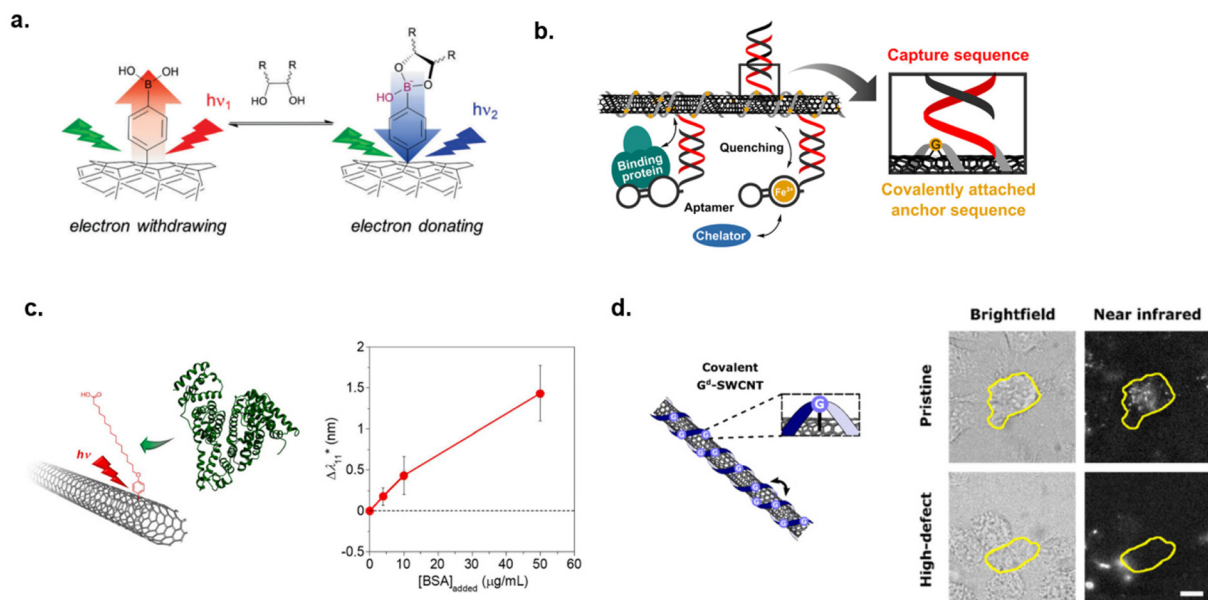 a.
HO
OH
B
hν₁
R
R
HO
OH
R
R
O
O
B⁻
HO
hν₂
electron withdrawing
electron donating
b.
Capture sequence
G
Covalently attached
anchor sequence
Binding
protein
Quenching
Fe³⁺
Aptamer
Chelator
c.
HO
O
O
hν
2
1.5
1
0.5
0
-0.5
Δλ₁₁* (nm)
0
10
20
30
40
50
60
[BSA]added (μg/mL)
d.
Covalent
Gᵈ-SWCNT
G
G
G
G
G
G
G
G
G
G
Brightfield
Near infrared
Pristine
High-defect